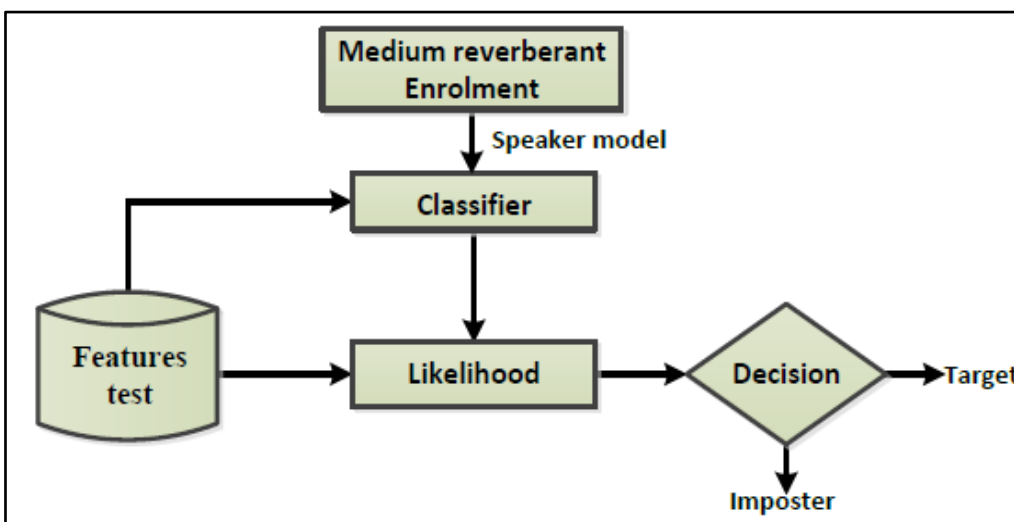 Medium reverberant
Enrolment
Speaker model
Classifier
Features
test
Likelihood
Decision
Target
Imposter